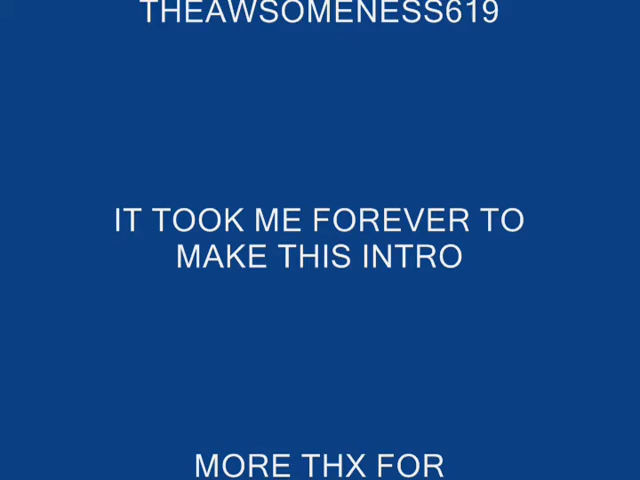 THEAWSOMENESS619
IT TOOK ME FOREVER TO
MAKE THIS INTRO
MORE THX FOR